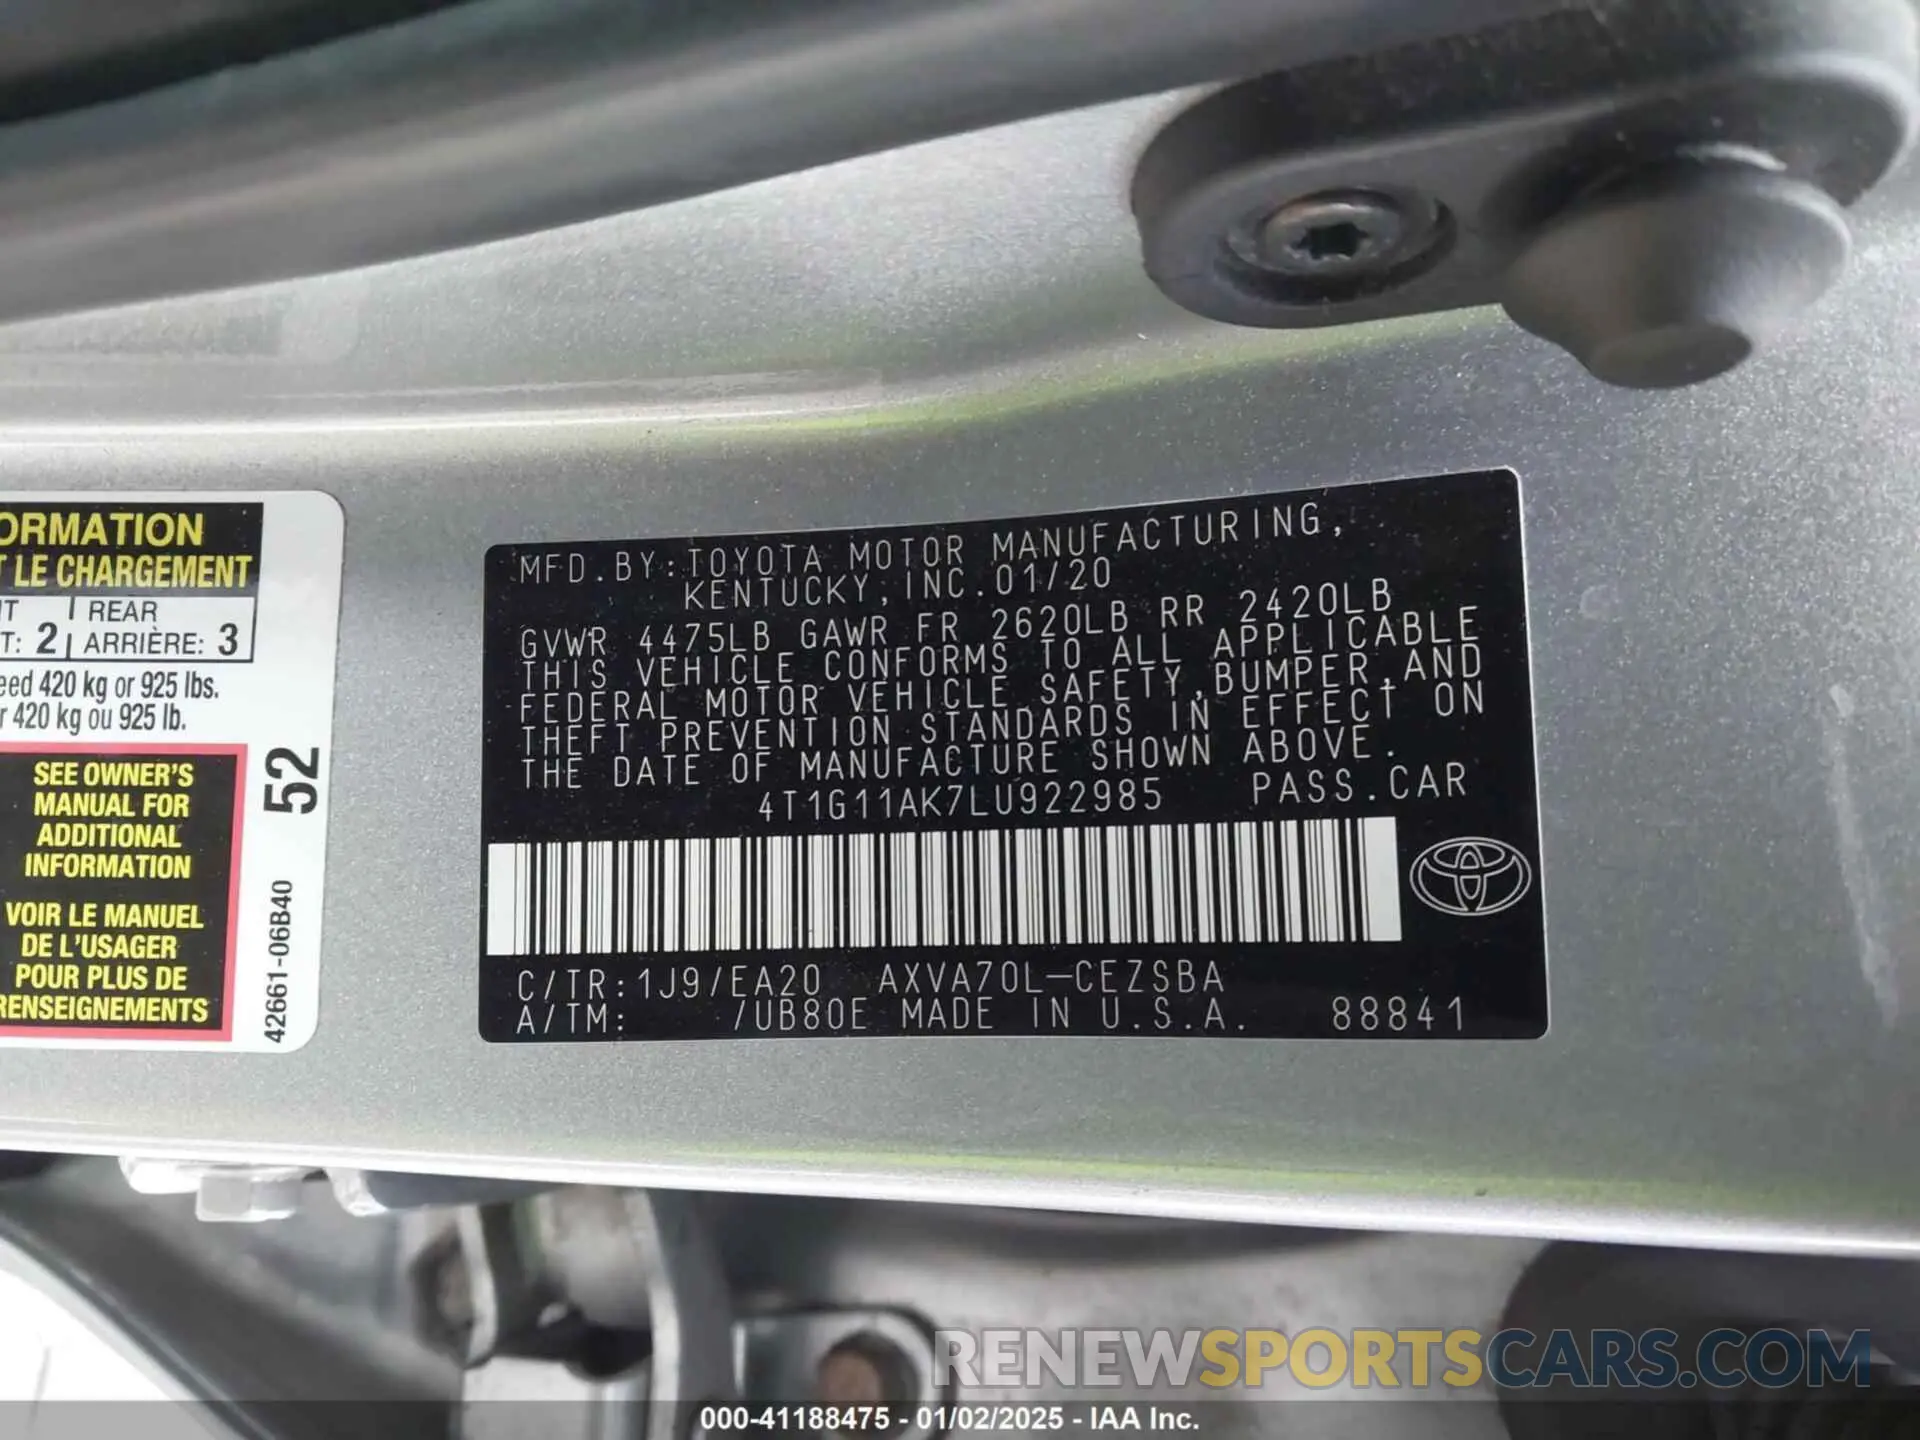 ORMATION
T LE CHARGEMENT
REAR
T: 2 ARRIÈRE: 3
eed 420 kg or 925 lbs.
r 420 kg ou 925 lb.
SEE OWNER'S
MANUAL FOR
ADDITIONAL
INFORMATION
VOIR LE MANUEL
DE L'USAGER
POUR PLUS DE
RENSEIGNEMENTS
52
42661-06B40
MFD.BY:TOYOTA MOTOR MANUFACTURING,
KENTUCKY,INC.01/20
GVWR 4475LB GAWR FR 2620LB RR 2420LB
THIS VEHICLE CONFORMS TO ALL APPLICABLE
FEDERAL MOTOR VEHICLE SAFETY,BUMPER,AND
THEFT PREVENTION STANDARDS IN EFFECT ON
THE DATE OF MANUFACTURE SHOWN ABOVE.
4T1G11AK7LU922985 PASS.CAR
C/TR:1J9/EA20 AXVA70L-CEZSBA
A/TM: /UB80E MADE IN U.S.A. 88841
RENEWSPORTSCARS.COM
000-41188475 - 01/02/2025 - IAA Inc.